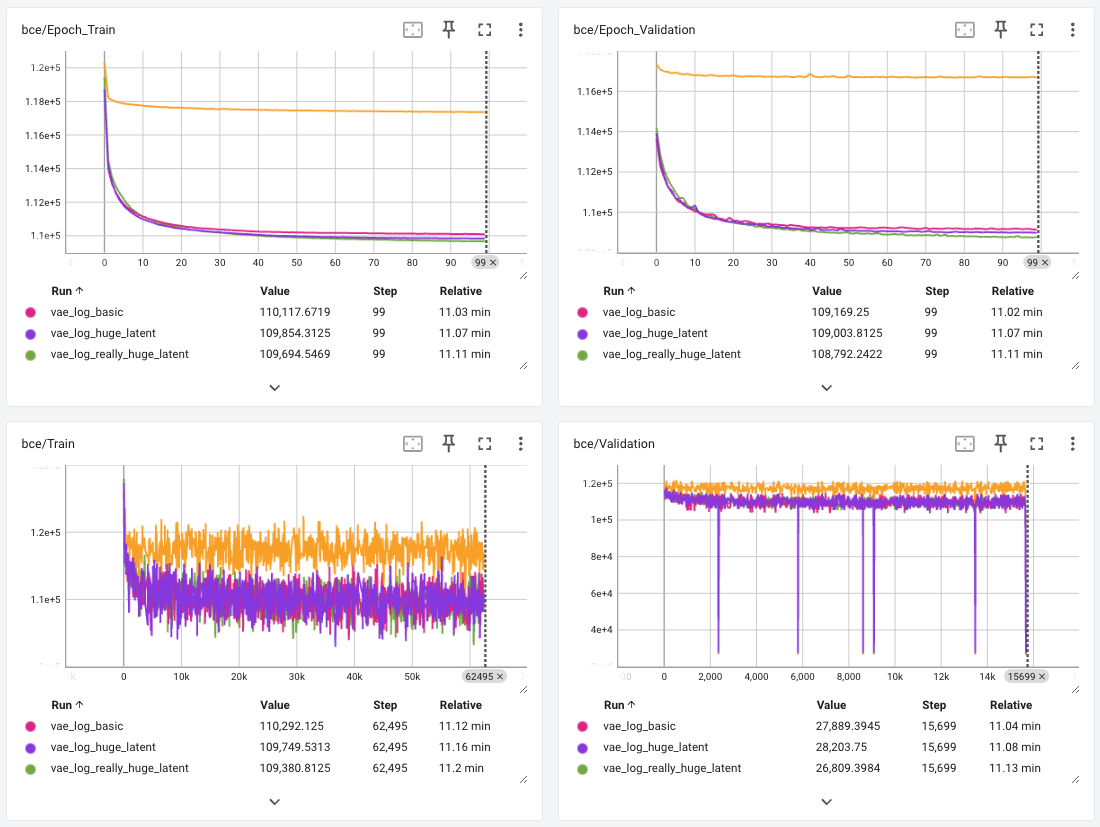 bce/Epoch_Train
1.2e+5
1.18e+5
1.16e+5
1.14e+5
1.12e+5
1.1e+5
0 10 20 30 40 50 60 70 80 90 99
Run Value Step Relative
vae_log_basic 110,117.6719 99 11.03 min
vae_log_huge_latent 109,854.3125 99 11.07 min
vae_log_really_huge_latent 109,694.5469 99 11.11 min
bce/Epoch_Validation
1.16e+5
1.14e+5
1.12e+5
1.1e+5
0 10 20 30 40 50 60 70 80 90 99
Run Value Step Relative
vae_log_basic 109,169.25 99 11.02 min
vae_log_huge_latent 109,003.8125 99 11.07 min
vae_log_really_huge_latent 108,792.2422 99 11.11 min
bce/Train
1.2e+5
1.1e+5
0 10k 20k 30k 40k 50k 62495
Run Value Step Relative
vae_log_basic 110,292.125 62,495 11.12 min
vae_log_huge_latent 109,749.5313 62,495 11.16 min
vae_log_really_huge_latent 109,380.8125 62,495 11.2 min
bce/Validation
1.2e+5
1e+5
8e+4
6e+4
4e+4
0 2,000 4,000 6,000 8,000 10k 12k 14k 15699
Run Value Step Relative
vae_log_basic 27,889.3945 15,699 11.04 min
vae_log_huge_latent 28,203.75 15,699 11.08 min
vae_log_really_huge_latent 26,809.3984 15,699 11.13 min